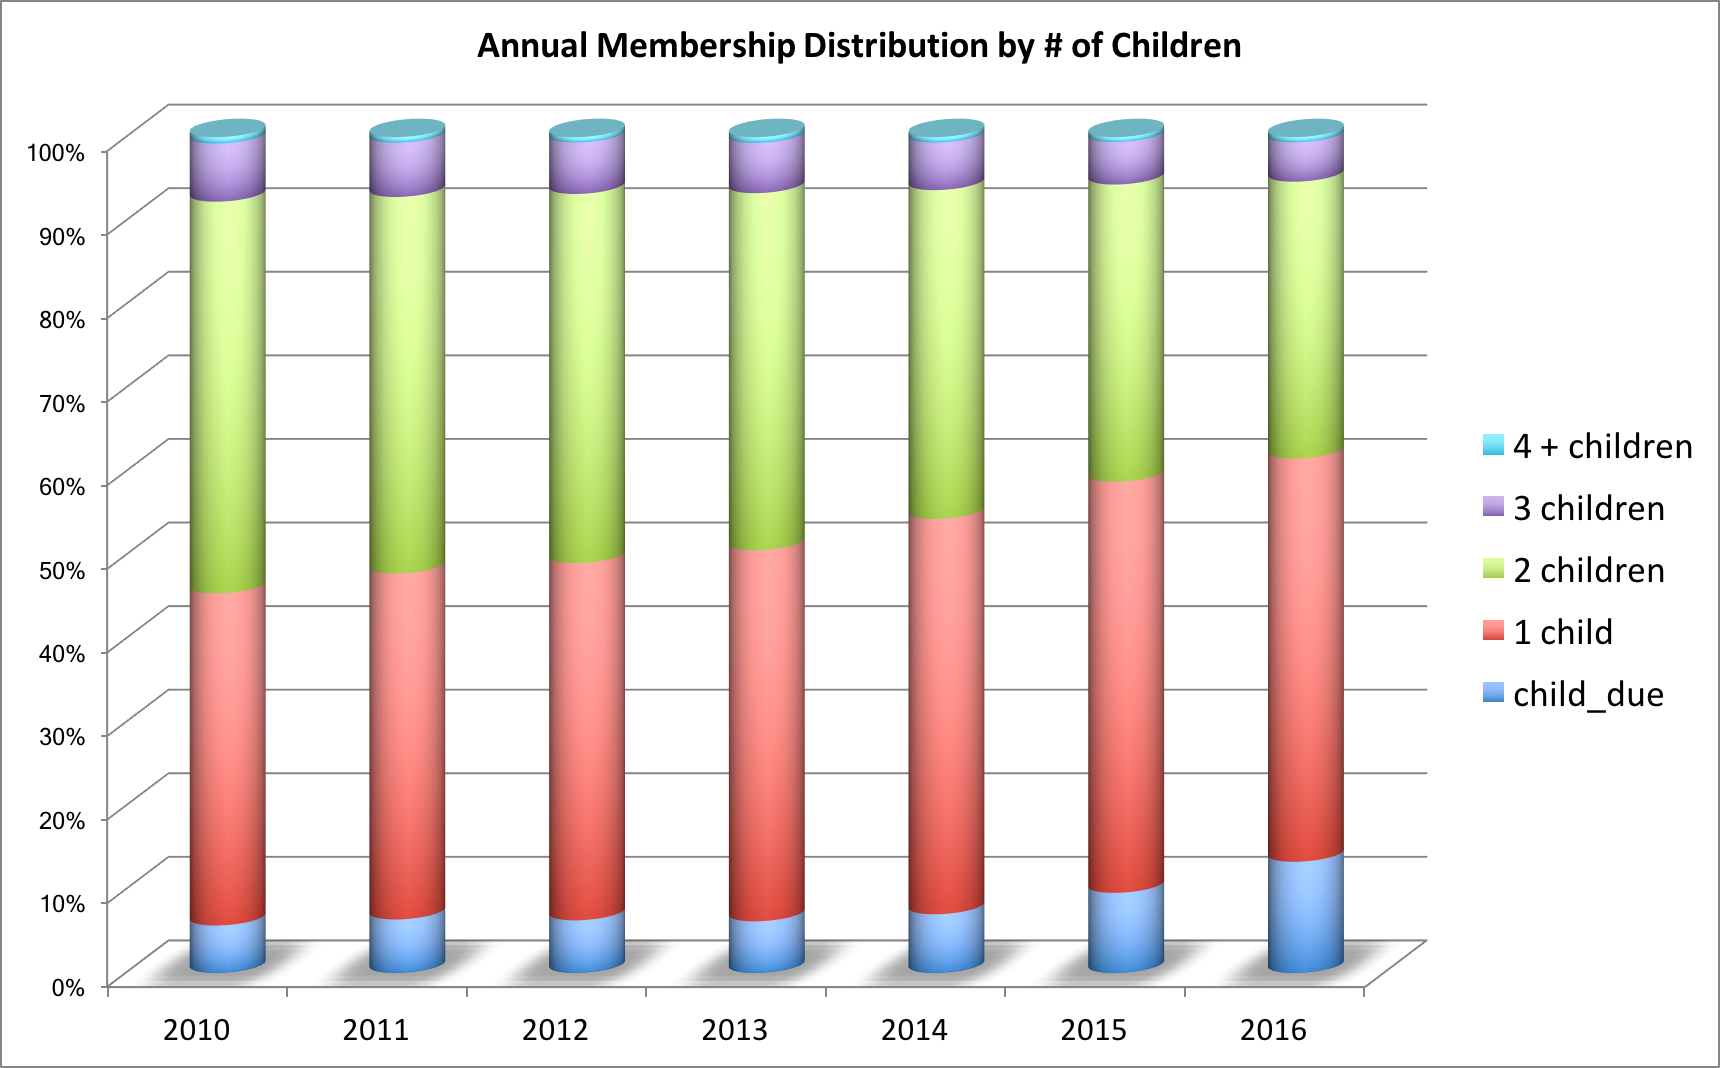 Annual Membership Distribution by # of Children
100%
90%
80%
70%
60%
50%
40%
30%
20%
10%
0%
2010 2011 2012 2013 2014 2015 2016
4 + children
3 children
2 children
1 child
child_due